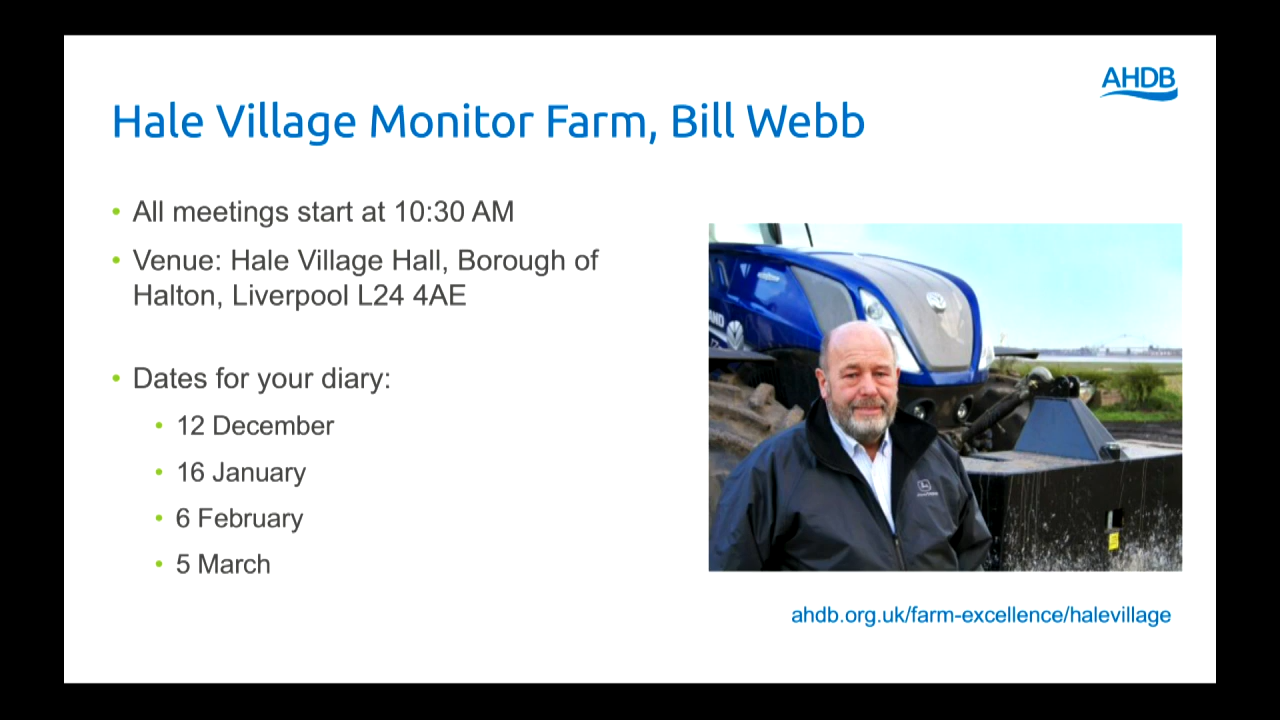 AHDB
Hale Village Monitor Farm, Bill Webb
• All meetings start at 10:30 AM
• Venue: Hale Village Hall, Borough of
Halton, Liverpool L24 4AE
• Dates for your diary:
• 12 December
• 16 January
• 6 February
• 5 March
ahdb.org.uk/farm-excellence/halevillage